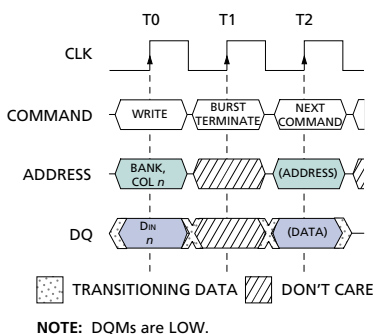 T0 T1 T2
CLK
COMMAND WRITE BURST TERMINATE NEXT COMMAND
ADDRESS BANK, COL n (ADDRESS)
DQ DIN n (DATA)
TRANSITIONING DATA DON'T CARE
NOTE: DQMs are LOW.